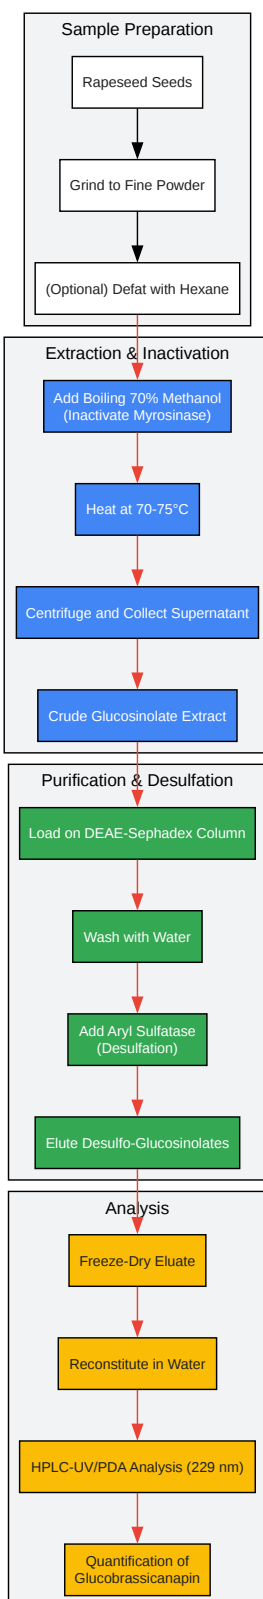 Sample Preparation
Rapeseed Seeds
Grind to Fine Powder
(Optional) Defat with Hexane
Extraction & Inactivation
Add Boiling 70% Methanol
(Inactivate Myrosinase)
Heat at 70-75°C
Centrifuge and Collect Supernatant
Crude Glucosinolate Extract
Purification & Desulfation
Load on DEAE-Sephadex Column
Wash with Water
Add Aryl Sulfatase
(Desulfation)
Elute Desulfo-Glucosinolates
Analysis
Freeze-Dry Eluate
Reconstitute in Water
HPLC-UV/PDA Analysis (229 nm)
Quantification of
Glucobrassicanapin